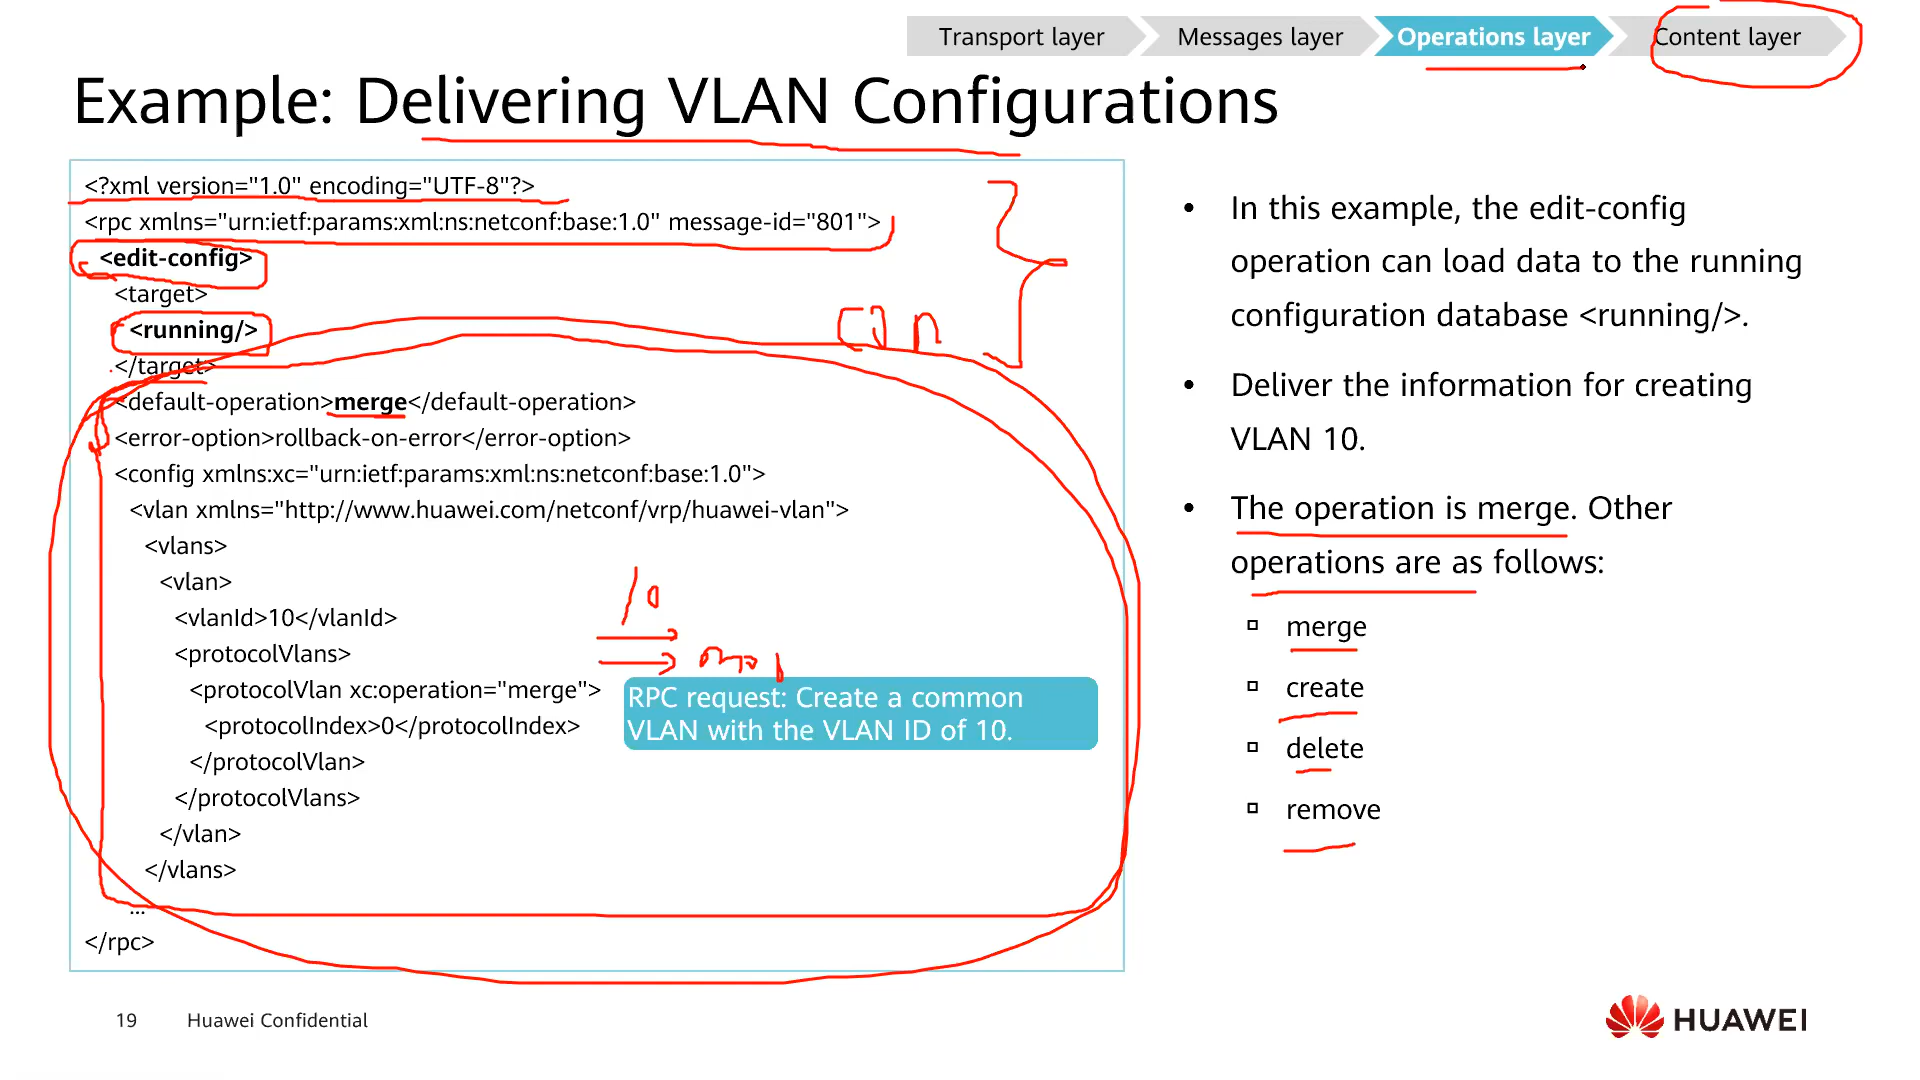 Transport layer
Messages layer
Operations layer
Content layer
Example: Delivering VLAN Configurations
<?xml version="1.0" encoding="UTF-8"?>
<rpc xmlns="urn:ietf:params:xml:ns:netconf:base:1.0" message-id="801">
<edit-config>
<target>
<running/>
</target>
<default-operation>merge</default-operation>
<error-option>rollback-on-error</error-option>
<config xmlns:xc="urn:ietf:params:xml:ns:netconf:base:1.0">
<vlan xmlns="http://www.huawei.com/netconf/vrp/huawei-vlan">
<vlans>
<vlan>
<vlanId>10</vlanId>
<protocolVlans>
<protocolVlan xc:operation="merge">
<protocolIndex>0</protocolIndex>
</protocolVlan>
</protocolVlans>
</vlan>
</vlans>
...
</rpc>
10
RPC request: Create a common
VLAN with the VLAN ID of 10.
• In this example, the edit-config
operation can load data to the running
configuration database <running/>.
• Deliver the information for creating
VLAN 10.
• The operation is merge. Other
operations are as follows:
▫ merge
▫ create
▫ delete
▫ remove
19 Huawei Confidential
HUAWEI